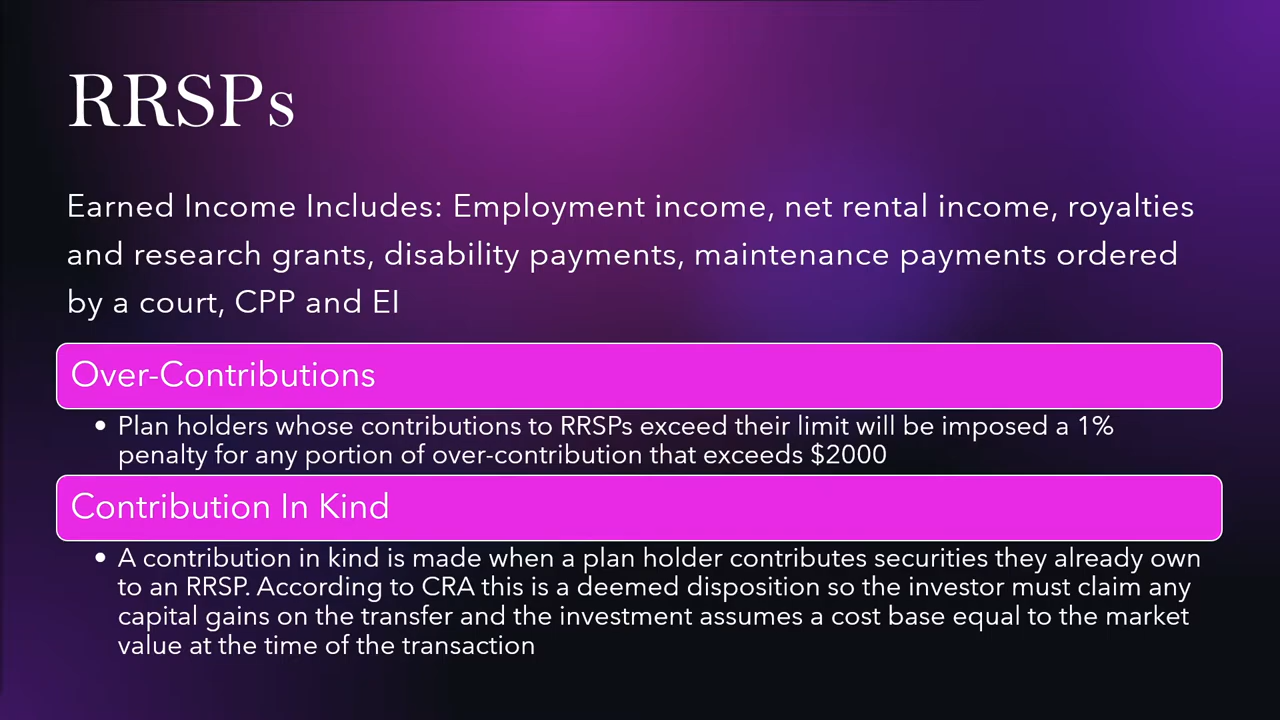 RRSPs
Earned Income Includes: Employment income, net rental income, royalties
and research grants, disability payments, maintenance payments ordered
by a court, CPP and EI
Over-Contributions
• Plan holders whose contributions to RRSPs exceed their limit will be imposed a 1%
penalty for any portion of over-contribution that exceeds $2000
Contribution In Kind
• A contribution in kind is made when a plan holder contributes securities they already own
to an RRSP. According to CRA this is a deemed disposition so the investor must claim any
capital gains on the transfer and the investment assumes a cost base equal to the market
value at the time of the transaction